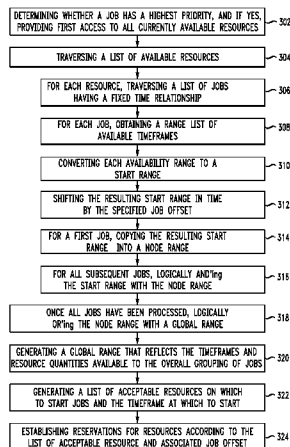 DETERMINING WHETHER A JOB HAS A HIGHEST PRIORITY, AND IF YES,
PROVIDING FIRST ACCESS TO ALL CURRENTLY AVAILABLE RESOURCES
302
TRAVERSING A LIST OF AVAILABLE RESOURCES
304
FOR EACH RESOURCE, TRAVERSING A LIST OF JOBS
HAVING A FIXED TIME RELATIONSHIP
306
FOR EACH JOB, OBTAINING A RANGE LIST OF
AVAILABLE TIMEFRAMES
308
CONVERTING EACH AVAILABILITY RANGE TO A
START RANGE
310
SHIFTING THE RESULTING START RANGE IN TIME
BY THE SPECIFIED JOB OFFSET
312
FOR A FIRST JOB, COPYING THE RESULTING START
RANGE INTO A NODE RANGE
314
FOR ALL SUBSEQUENT JOBS, LOGICALLY AND'ing
THE START RANGE WITH THE NODE RANGE
316
ONCE ALL JOBS HAVE BEEN PROCESSED, LOGICALLY
OR'ing THE NODE RANGE WITH A GLOBAL RANGE
318
GENERATING A GLOBAL RANGE THAT REFLECTS THE TIMEFRAMES AND
RESOURCE QUANTITIES AVAILABLE TO THE OVERALL GROUPING OF JOBS
320
GENERATING A LIST OF ACCEPTABLE RESOURCES ON WHICH
TO START JOBS AND THE TIMEFRAME AT WHICH TO START
322
ESTABLISHING RESERVATIONS FOR RESOURCES ACCORDING TO THE
LIST OF ACCEPTABLE RESOURCE AND ASSOCIATED JOB OFFSET
324